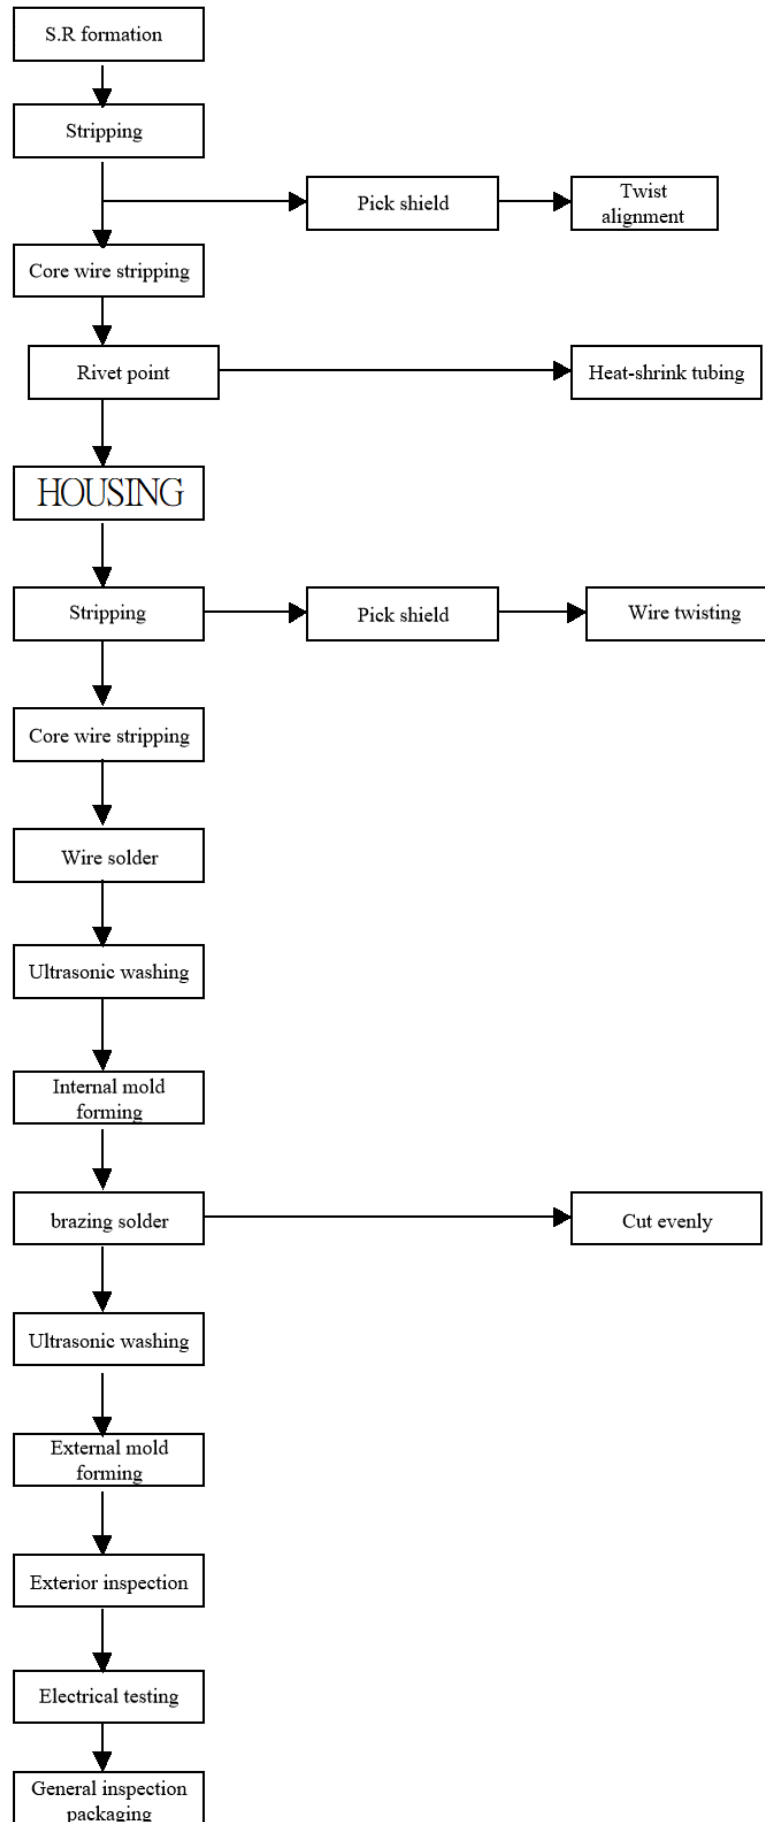 S.R formation
Stripping
Pick shield
Twist
alignment
Core wire stripping
Rivet point
Heat-shrink tubing
HOUSING
Stripping
Pick shield
Wire twisting
Core wire stripping
Wire solder
Ultrasonic washing
Internal mold
forming
brazing solder
Cut evenly
Ultrasonic washing
External mold
forming
Exterior inspection
Electrical testing
General inspection
packaging